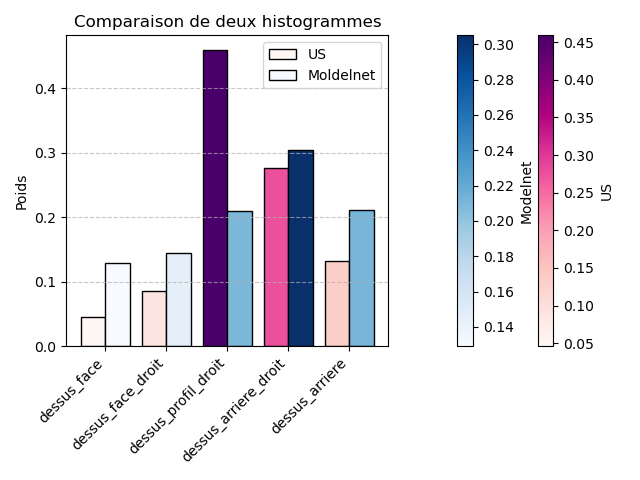 Comparaison de deux histogrammes
US
Moldelnet
Poids
0.4
0.3
0.2
0.1
0.0
dessus_face
dessus_face_droit
dessus_profil_droit
dessus_arriere_droit
dessus_arriere
0.30
0.28
0.26
0.24
0.22
0.20
0.18
0.16
0.14
Modelnet
0.45
0.40
0.35
0.30
0.25
0.20
0.15
0.10
0.05
US